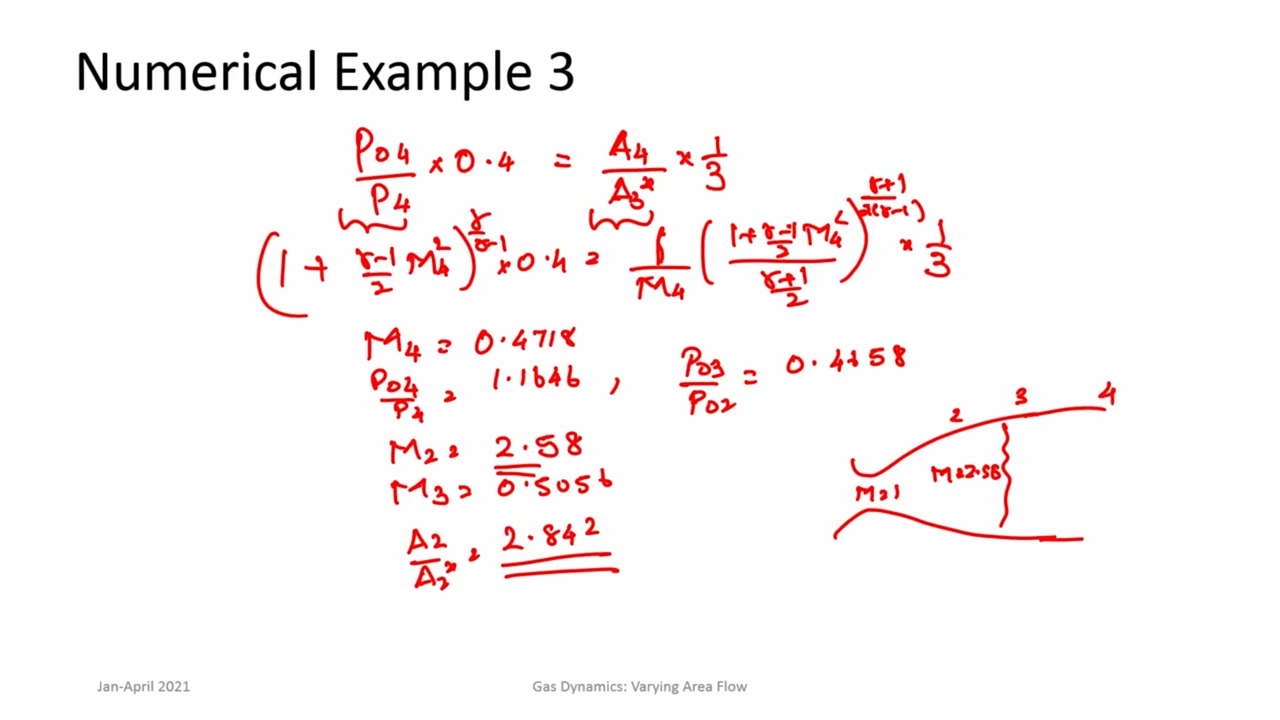 Numerical Example 3
P04/P4 × 0.4 = A4/A3* × 1/3
(1 + γ-1/2 M4²)^(γ/γ-1) × 0.4 = 1/M4 (1 + γ-1/2 M4² / γ+1/2)^(γ+1/2(γ-1)) × 1/3
M4 = 0.4718
P04/P4 = 1.1646 , P03/P02 = 0.4858
M2 = 2.58
M3 = 0.5056
A2/A2* = 2.842
2 3 4
M=1 M=2.58
Jan-April 2021
Gas Dynamics: Varying Area Flow